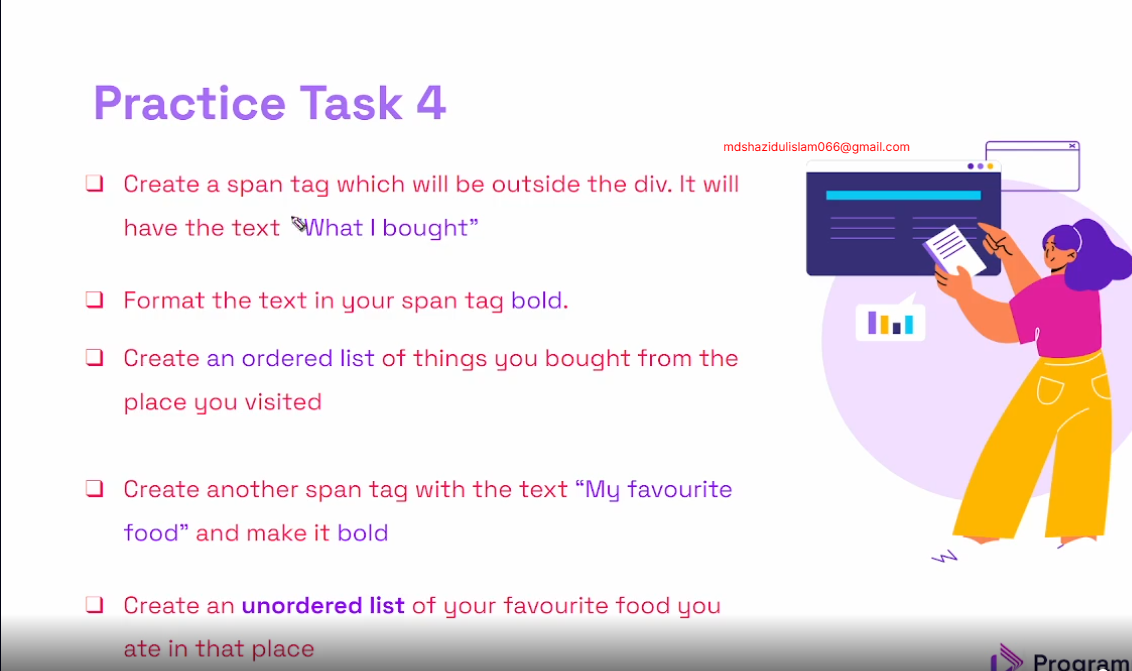 Practice Task 4
mdshazidulislam066@gmail.com
❑ Create a span tag which will be outside the div. It will
have the text “What I bought”
❑ Format the text in your span tag bold.
❑ Create an ordered list of things you bought from the
place you visited
❑ Create another span tag with the text “My favourite
food” and make it bold
❑ Create an unordered list of your favourite food you
ate in that place
Program